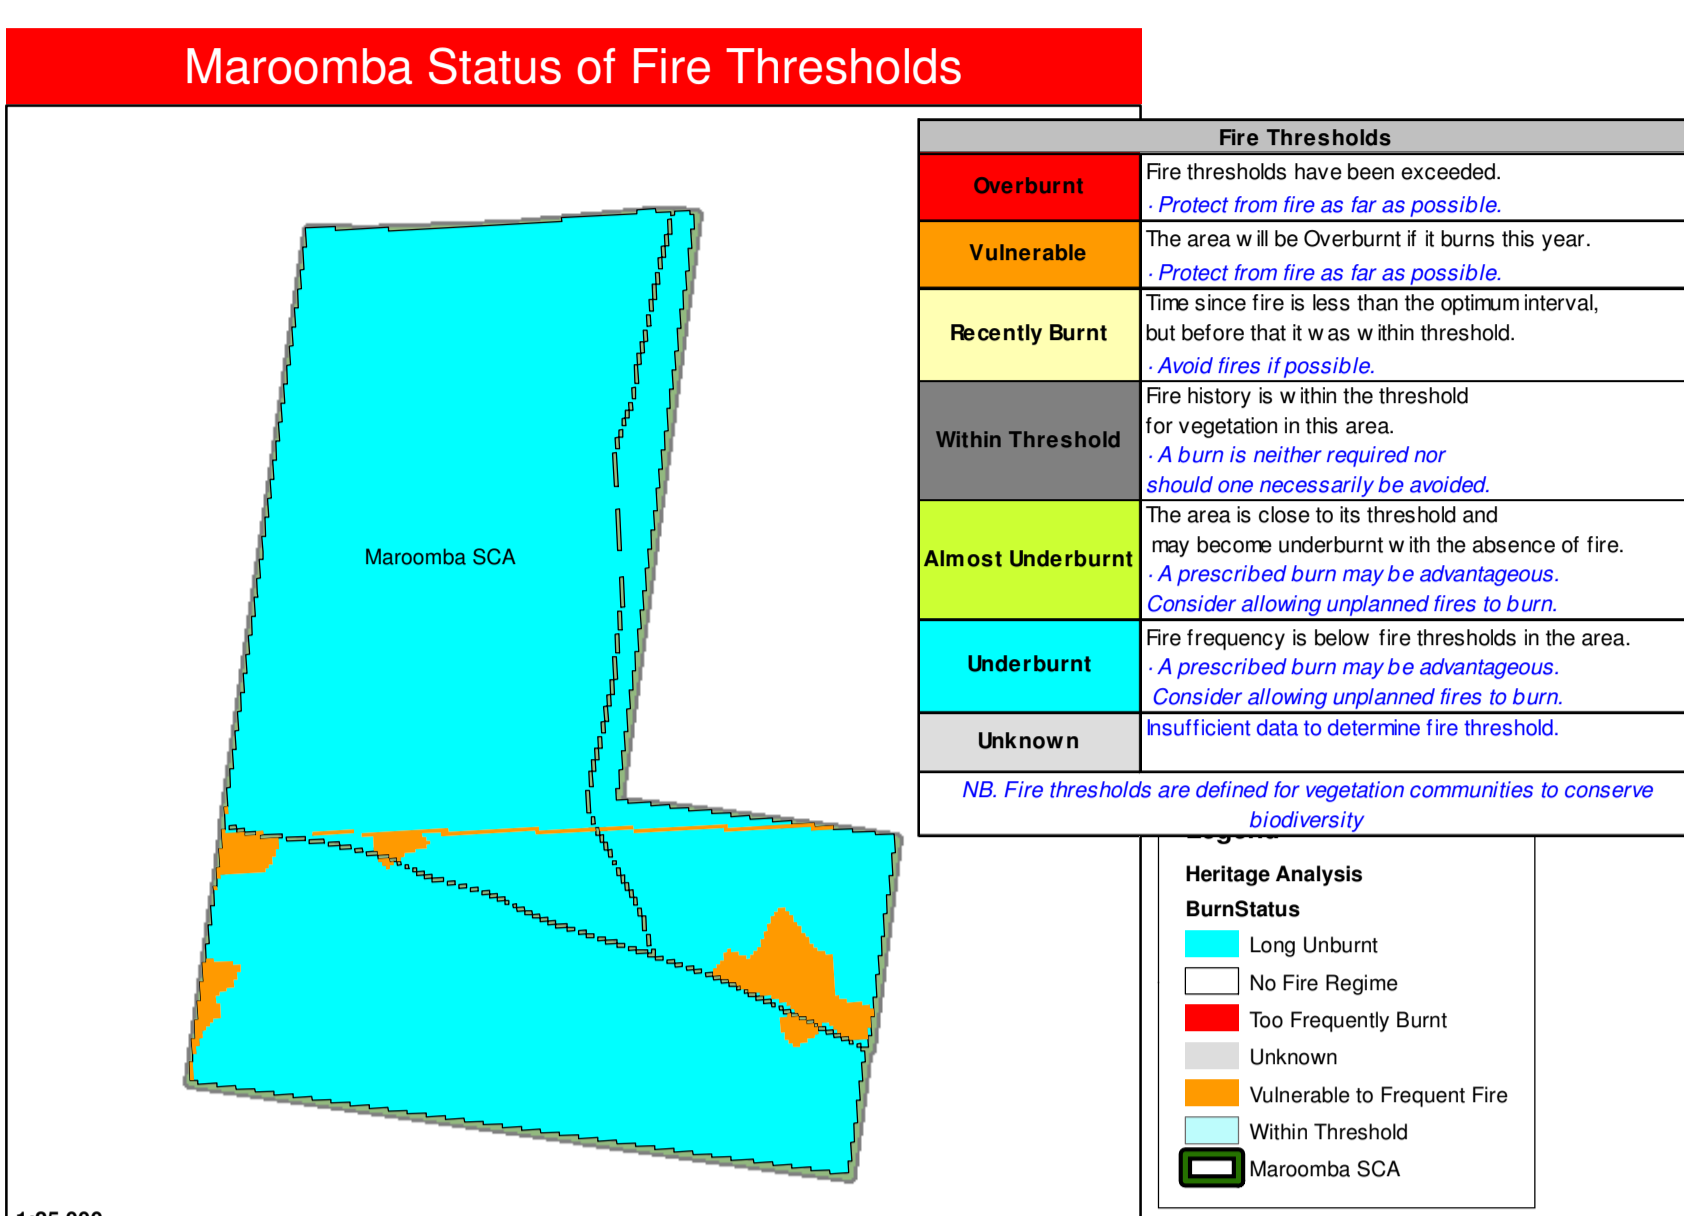 Maroomba Status of Fire Thresholds
Maroomba SCA
Fire Thresholds
Overburnt
Fire thresholds have been exceeded.
· Protect from fire as far as possible.
Vulnerable
The area will be Overburnt if it burns this year.
· Protect from fire as far as possible.
Recently Burnt
Time since fire is less than the optimum interval,
but before that it was within threshold.
· Avoid fires if possible.
Within Threshold
Fire history is within the threshold
for vegetation in this area.
· A burn is neither required nor
should one necessarily be avoided.
Almost Underburnt
The area is close to its threshold and
may become underburnt with the absence of fire.
· A prescribed burn may be advantageous.
Consider allowing unplanned fires to burn.
Underburnt
Fire frequency is below fire thresholds in the area.
· A prescribed burn may be advantageous.
Consider allowing unplanned fires to burn.
Unknown
Insufficient data to determine fire threshold.
NB. Fire thresholds are defined for vegetation communities to conserve
biodiversity
Legend
Heritage Analysis
BurnStatus
Long Unburnt
No Fire Regime
Too Frequently Burnt
Unknown
Vulnerable to Frequent Fire
Within Threshold
Maroomba SCA